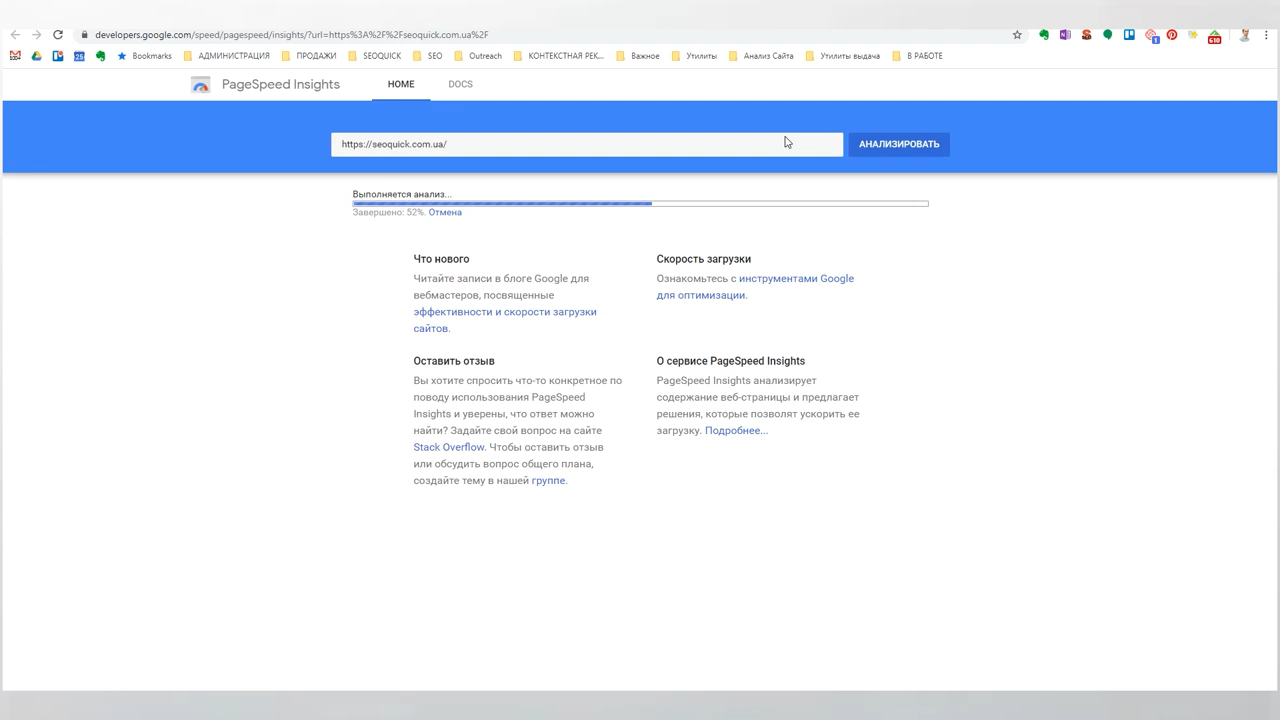 developers.google.com/speed/pagespeed/insights/?url=https%3A%2F%2Fseoquick.com.ua%2F
25 Bookmarks АДМИНИСТРАЦИЯ ПРОДАЖИ SEOQUICK SEO Outreach КОНТЕКСТНАЯ РЕК... Важное Утилиты Анализ Сайта Утилиты выдача В РАБОТЕ
1 610
PageSpeed Insights HOME DOCS
https://seoquick.com.ua/ АНАЛИЗИРОВАТЬ
Выполняется анализ...
Завершено: 52%. Отмена
Что нового
Читайте записи в блоге Google для
вебмастеров, посвященные
эффективности и скорости загрузки
сайтов.
Скорость загрузки
Ознакомьтесь с инструментами Google
для оптимизации.
Оставить отзыв
Вы хотите спросить что-то конкретное по
поводу использования PageSpeed
Insights и уверены, что ответ можно
найти? Задайте свой вопрос на сайте
Stack Overflow. Чтобы оставить отзыв
или обсудить вопрос общего плана,
создайте тему в нашей группе.
О сервисе PageSpeed Insights
PageSpeed Insights анализирует
содержание веб-страницы и предлагает
решения, которые позволят ускорить ее
загрузку. Подробнее...